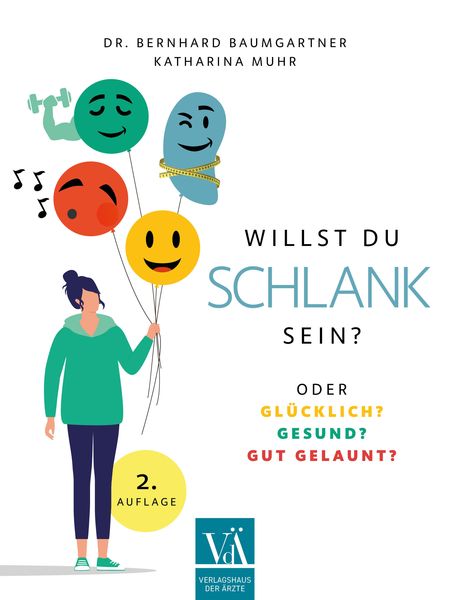 DR. BERNHARD BAUMGARTNER
KATHARINA MUHR
WILLST DU
SCHLANK
SEIN?
ODER
GLÜCKLICH?
GESUND?
GUT GELAUNT?
2.
AUFLAGE
VdÄ
VERLAGSHAUS
DER ÄRZTE